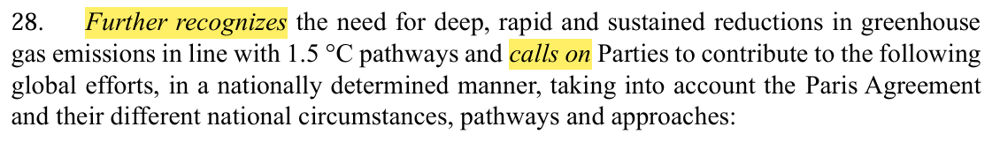 28. Further recognizes the need for deep, rapid and sustained reductions in greenhouse
gas emissions in line with 1.5 °C pathways and calls on Parties to contribute to the following
global efforts, in a nationally determined manner, taking into account the Paris Agreement
and their different national circumstances, pathways and approaches: